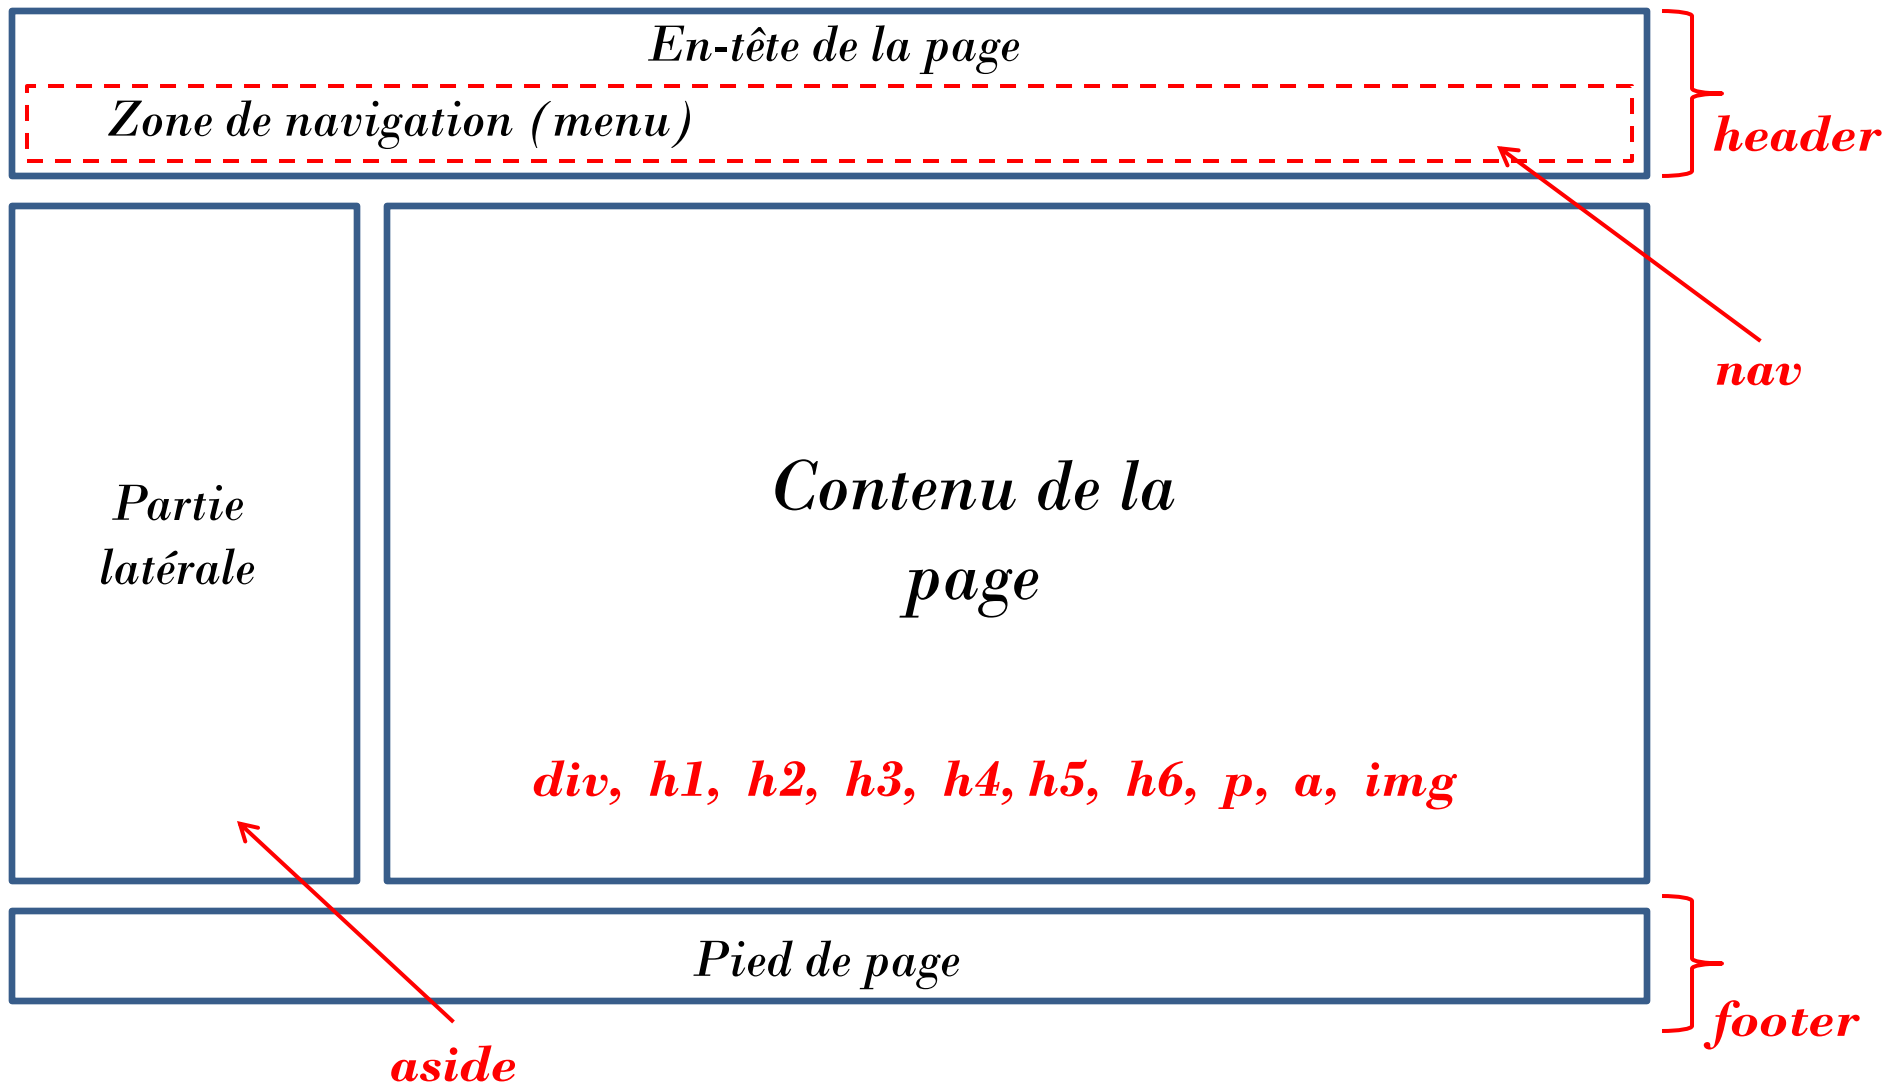 En-tête de la page
Zone de navigation (menu)
header
nav
Partie
latérale
Contenu de la
page
div, h1, h2, h3, h4, h5, h6, p, a, img
Pied de page
footer
aside